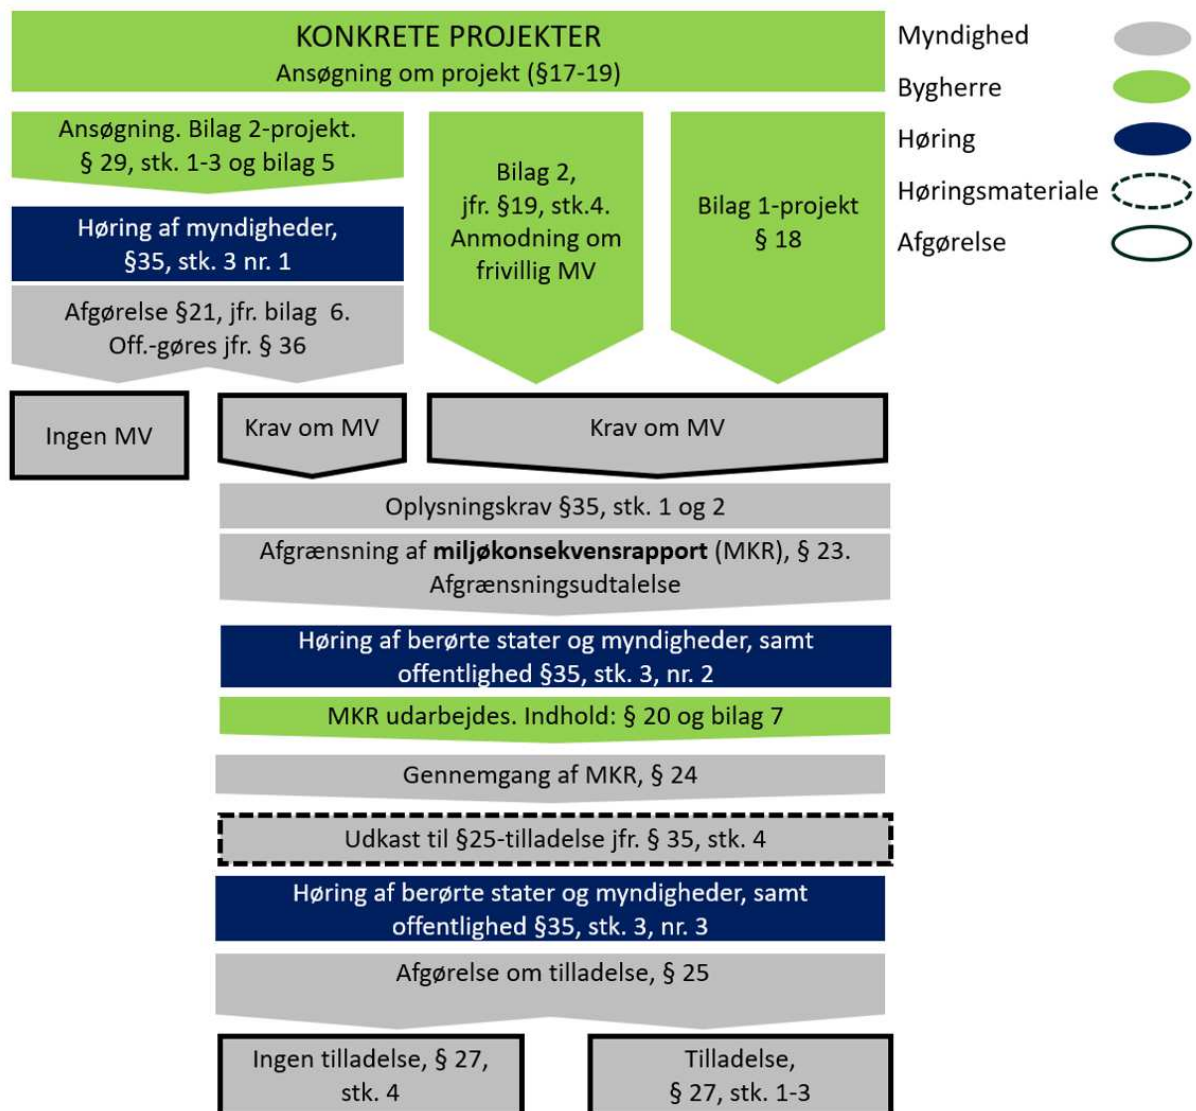 KONKRETE PROJEKTER
Ansøgning om projekt (§17-19)
Myndighed
Bygherre
Høring
Høringsmateriale
Afgørelse
Ansøgning. Bilag 2-projekt.
§ 29, stk. 1-3 og bilag 5
Høring af myndigheder,
§35, stk. 3 nr. 1
Afgørelse §21, jfr. bilag 6.
Off.-gøres jfr. § 36
Bilag 2,
jfr. §19, stk.4.
Anmodning om
frivillig MV
Bilag 1-projekt
§ 18
Ingen MV
Krav om MV
Krav om MV
Oplysningskrav §35, stk. 1 og 2
Afgrænsning af miljøkonsekvensrapport (MKR), § 23.
Afgrænsningsudtalelse
Høring af berørte stater og myndigheder, samt
offentlighed §35, stk. 3, nr. 2
MKR udarbejdes. Indhold: § 20 og bilag 7
Gennemgang af MKR, § 24
Udkast til §25-tilladelse jfr. § 35, stk. 4
Høring af berørte stater og myndigheder, samt
offentlighed §35, stk. 3, nr. 3
Afgørelse om tilladelse, § 25
Ingen tilladelse, § 27,
stk. 4
Tilladelse,
§ 27, stk. 1-3